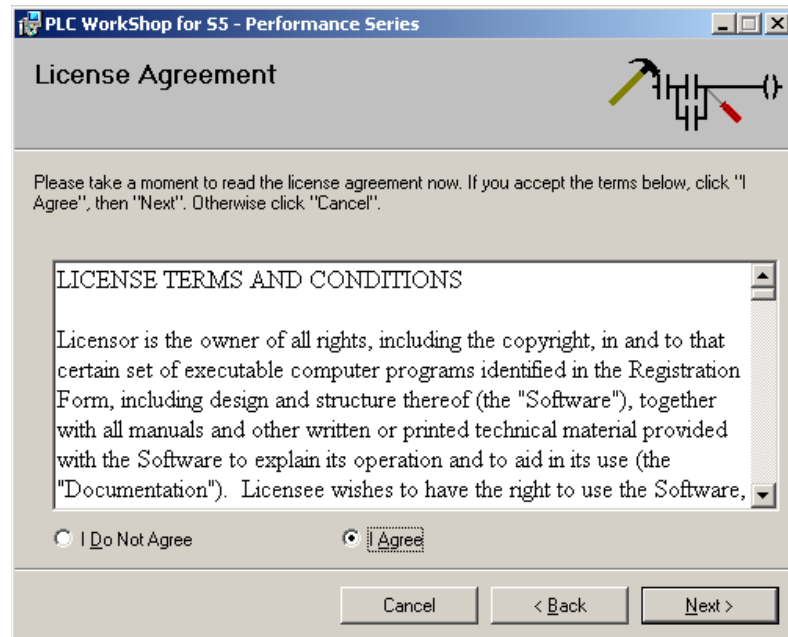 PLC WorkShop for S5 - Performance Series
License Agreement
Please take a moment to read the license agreement now. If you accept the terms below, click "I
Agree", then "Next". Otherwise click "Cancel".
LICENSE TERMS AND CONDITIONS
Licensor is the owner of all rights, including the copyright, in and to that
certain set of executable computer programs identified in the Registration
Form, including design and structure thereof (the "Software"), together
with all manuals and other written or printed technical material provided
with the Software to explain its operation and to aid in its use (the
"Documentation").  Licensee wishes to have the right to use the Software,
I Do Not Agree
I Agree
Cancel
< Back
Next >